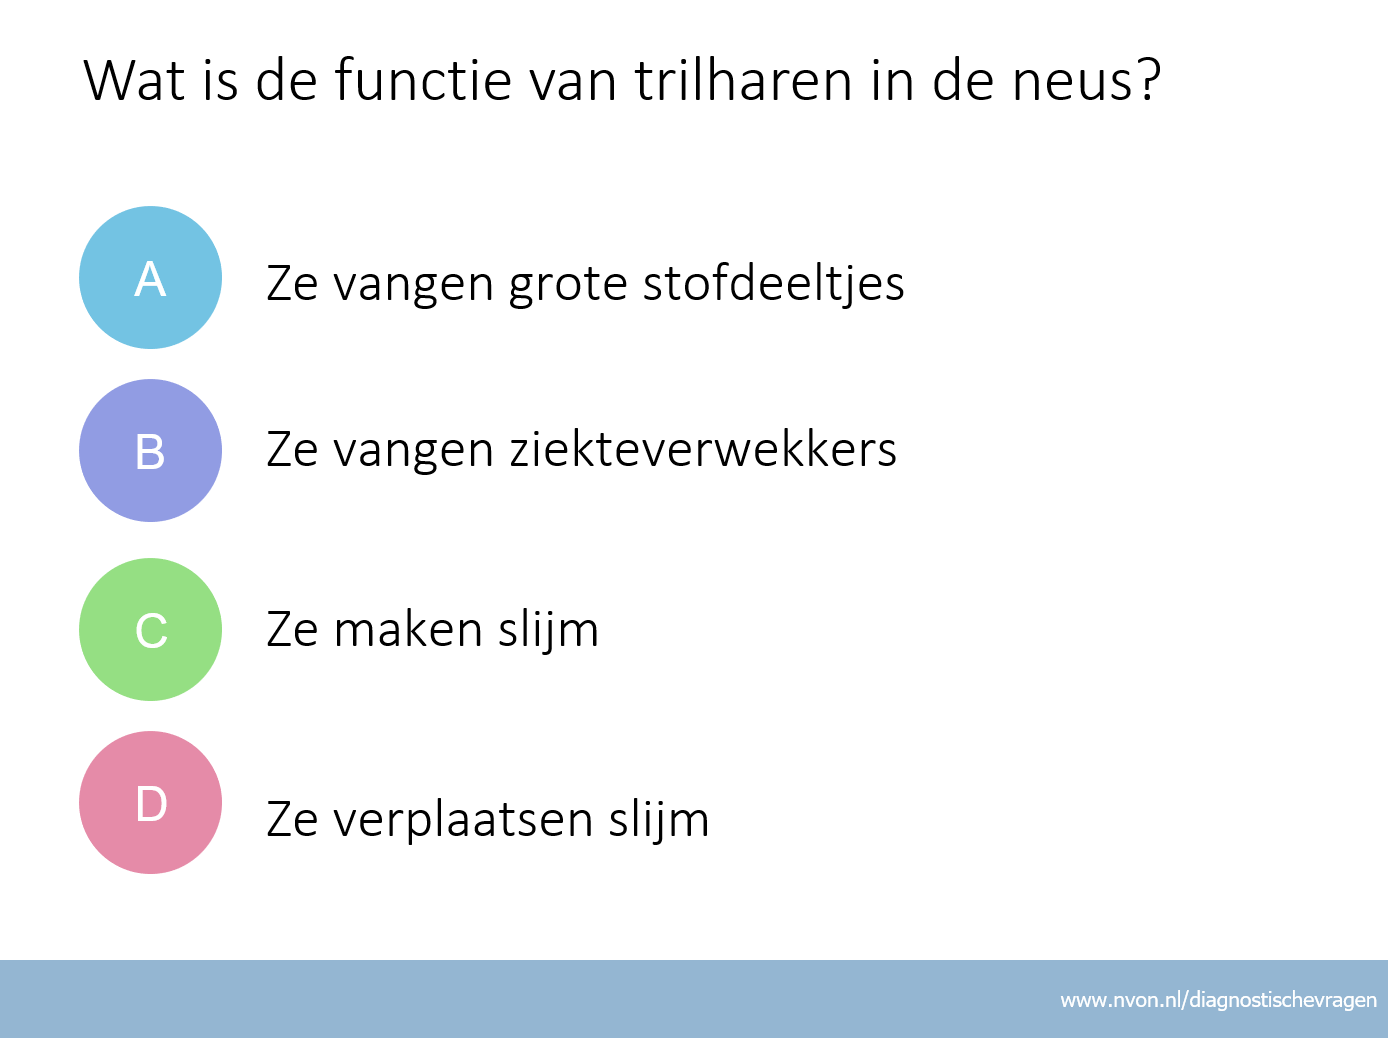 Wat is de functie van trilharen in de neus?
A
Ze vangen grote stofdeeltjes
B
Ze vangen ziekteverwekkers
C
Ze maken slijm
D
Ze verplaatsen slijm
www.nvon.nl/diagnostischevragen